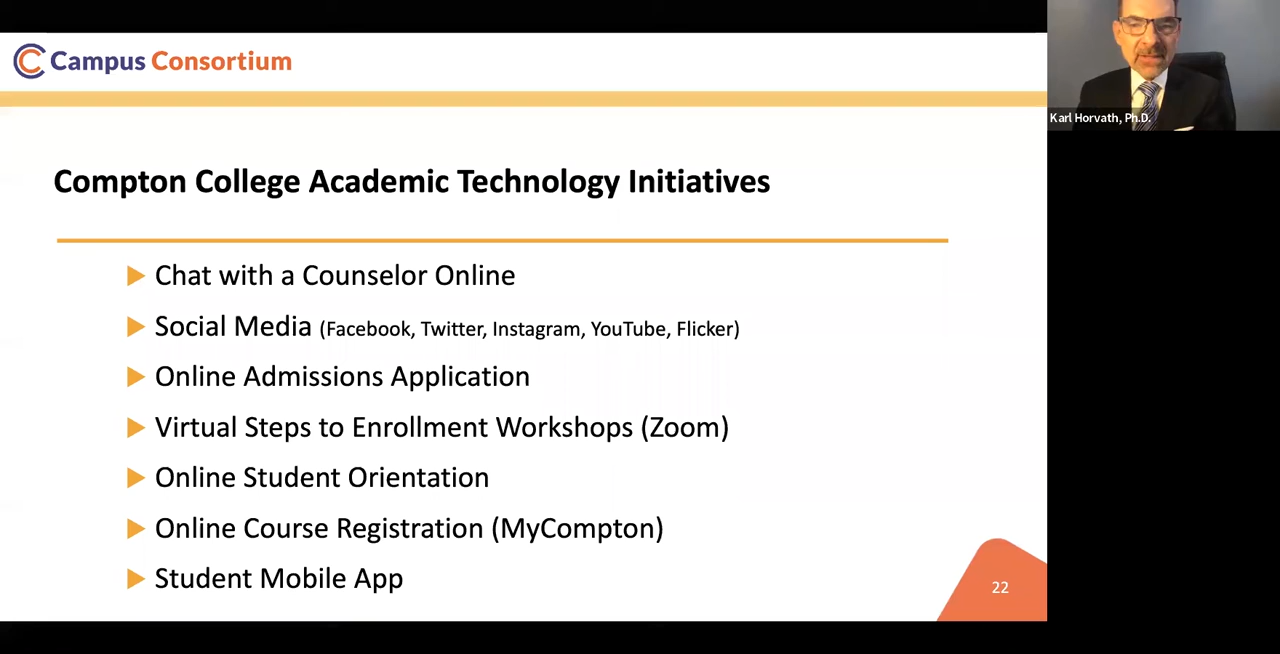 Campus Consortium
Karl Horvath, Ph.D.
Compton College Academic Technology Initiatives
Chat with a Counselor Online
Social Media (Facebook, Twitter, Instagram, YouTube, Flicker)
Online Admissions Application
Virtual Steps to Enrollment Workshops (Zoom)
Online Student Orientation
Online Course Registration (MyCompton)
Student Mobile App
22